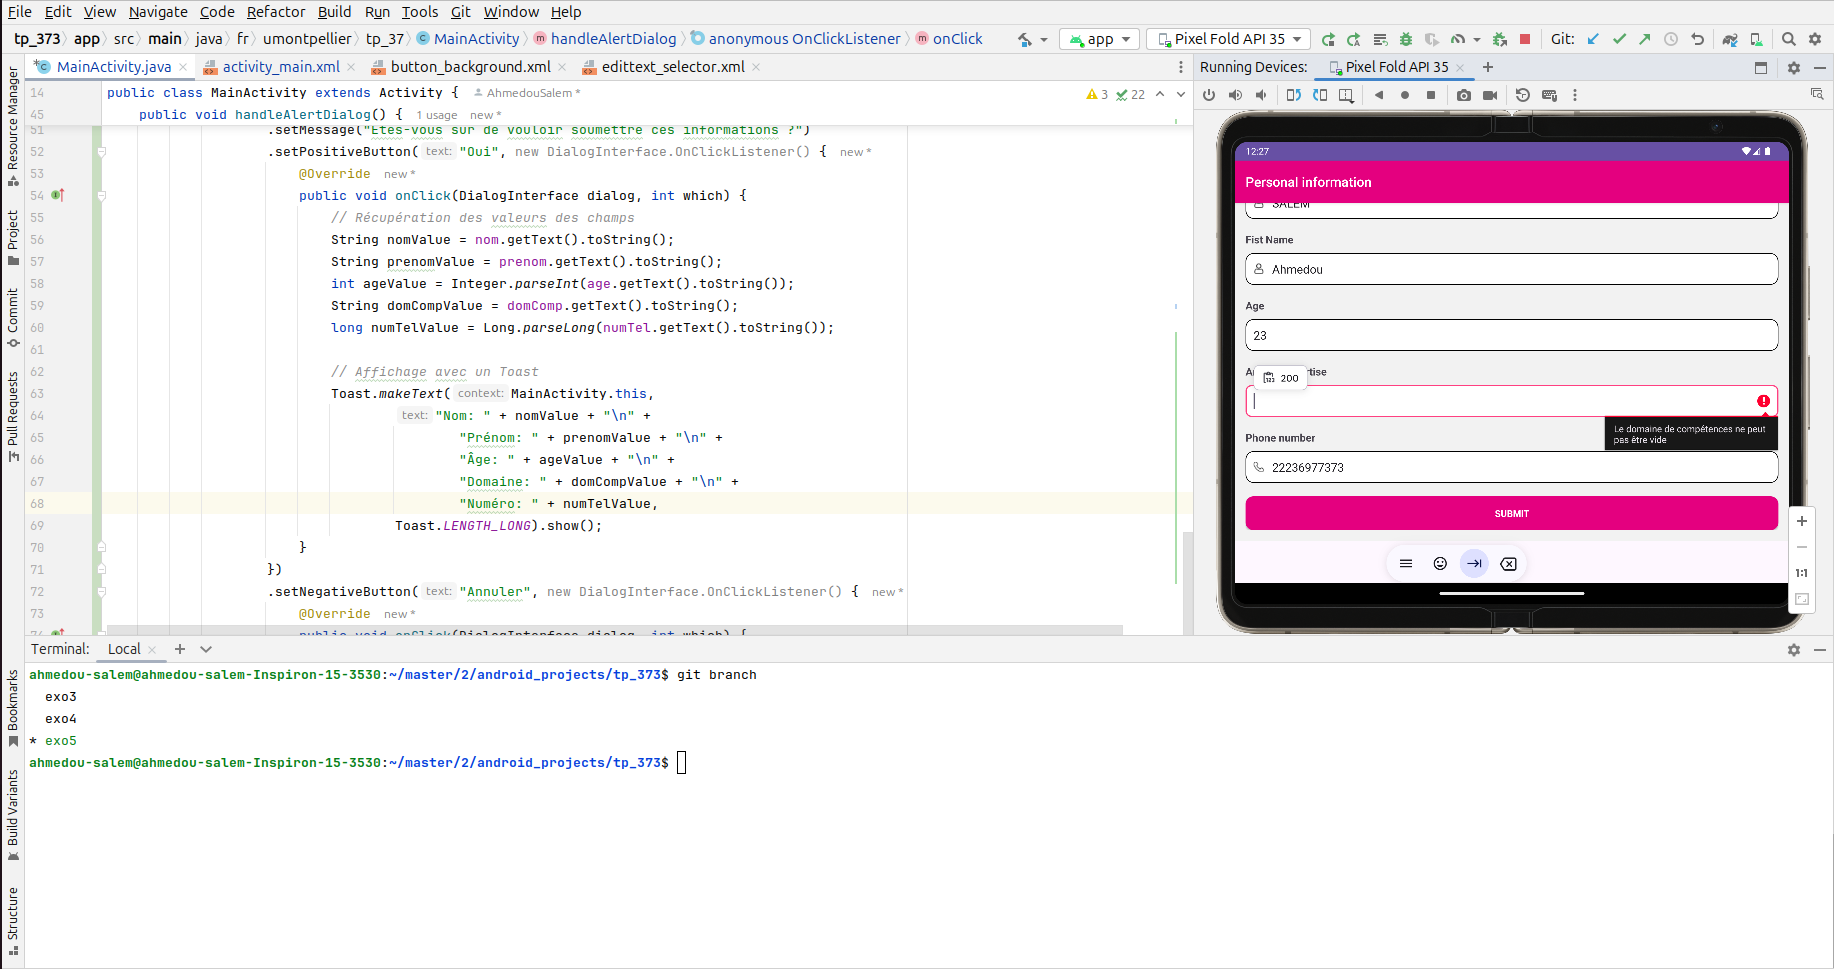 File Edit View Navigate Code Refactor Build Run Tools Git Window Help
tp_373 app src main java fr umontpellier tp_37 MainActivity handleAlertDialog anonymous OnClickListener onClick app Pixel Fold API 35 Git:
MainActivity.java activity_main.xml button_background.xml edittext_selector.xml
Running Devices: Pixel Fold API 35
Resource Manager
Project
Commit
Pull Requests
Bookmarks
Build Variants
Structure
14 public class MainActivity extends Activity { AhmedouSalem * 3 22
45 public void handleAlertDialog() { 1 usage new *
51 .setMessage("Êtes-vous sûr de vouloir soumettre ces informations ?")
52 .setPositiveButton( text: "Oui", new DialogInterface.OnClickListener() { new *
53 @Override new *
54 public void onClick(DialogInterface dialog, int which) {
55 // Récupération des valeurs des champs
56 String nomValue = nom.getText().toString();
57 String prenomValue = prenom.getText().toString();
58 int ageValue = Integer.parseInt(age.getText().toString());
59 String domCompValue = domComp.getText().toString();
60 long numTelValue = Long.parseLong(numTel.getText().toString());
61
62 // Affichage avec un Toast
63 Toast.makeText( context: MainActivity.this,
64 text: "Nom: " + nomValue + "\n" +
65 "Prénom: " + prenomValue + "\n" +
66 "Âge: " + ageValue + "\n" +
67 "Domaine: " + domCompValue + "\n" +
68 "Numéro: " + numTelValue,
69 Toast.LENGTH_LONG).show();
70 }
71 })
72 .setNegativeButton( text: "Annuler", new DialogInterface.OnClickListener() { new *
73 @Override new *
74 public void onClick(DialogInterface dialog, int which) {
12:27
Personal information
SALEM
Fist Name
Ahmedou
Age
23
200
Le domaine de compétences ne peut
pas être vide
Phone number
22236977373
SUBMIT
1:1
Terminal: Local
ahmedou-salem@ahmedou-salem-Inspiron-15-3530:~/master/2/android_projects/tp_373$ git branch
exo3
exo4
* exo5
ahmedou-salem@ahmedou-salem-Inspiron-15-3530:~/master/2/android_projects/tp_373$